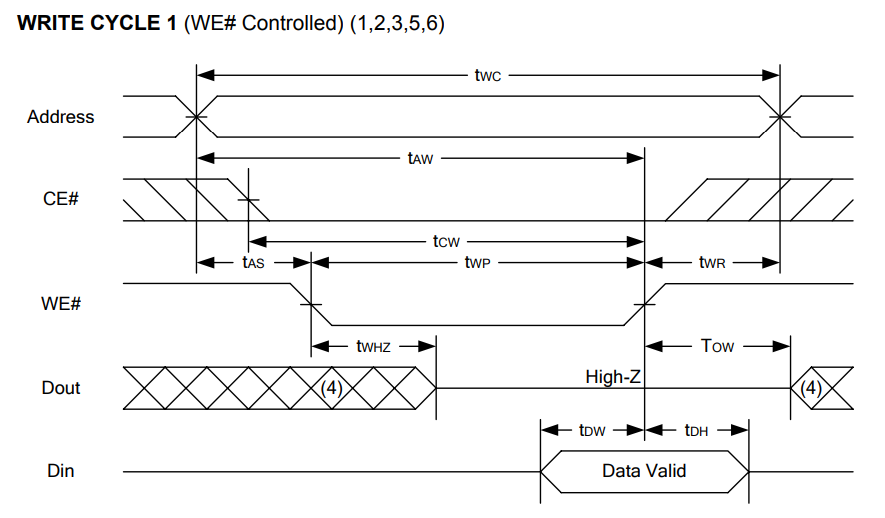 WRITE CYCLE 1 (WE# Controlled) (1,2,3,5,6)
tWC
Address
tAW
CE#
tCW
tAS
tWP
tWR
WE#
tWHZ
TOW
Dout
(4)
High-Z
(4)
tDW
tDH
Din
Data Valid